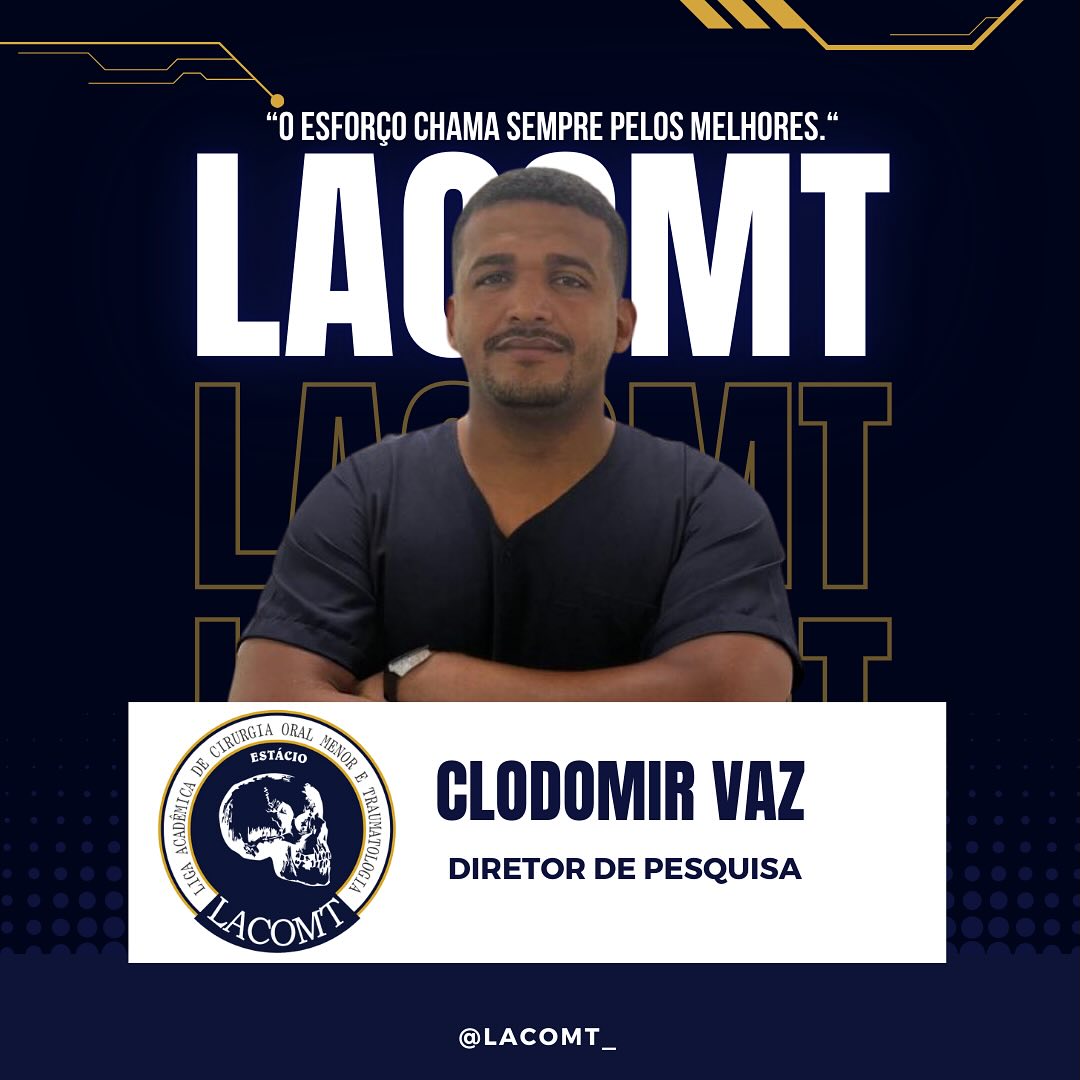 “O ESFORÇO CHAMA SEMPRE PELOS MELHORES.“
LACOMT
LACOMT
LIGA ACADÊMICA DE CIRURGIA ORAL MENOR E TRAUMATOLOGIA
ESTÁCIO
LACOMT
CLODOMIR VAZ
DIRETOR DE PESQUISA
@LACOMT_